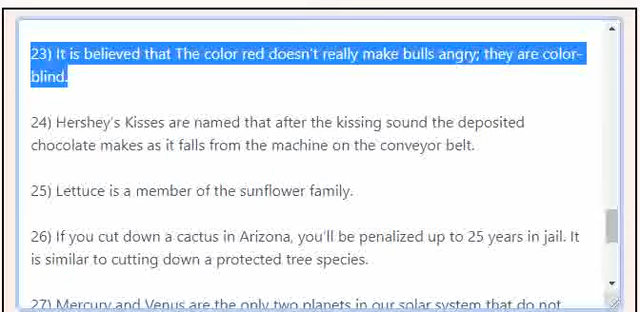 23) It is believed that The color red doesn't really make bulls angry; they are color-
blind.
24) Hershey's Kisses are named that after the kissing sound the deposited
chocolate makes as it falls from the machine on the conveyor belt.
25) Lettuce is a member of the sunflower family.
26) If you cut down a cactus in Arizona, you'll be penalized up to 25 years in jail. It
is similar to cutting down a protected tree species.
27) Mercury and Venus are the only two planets in our solar system that do not